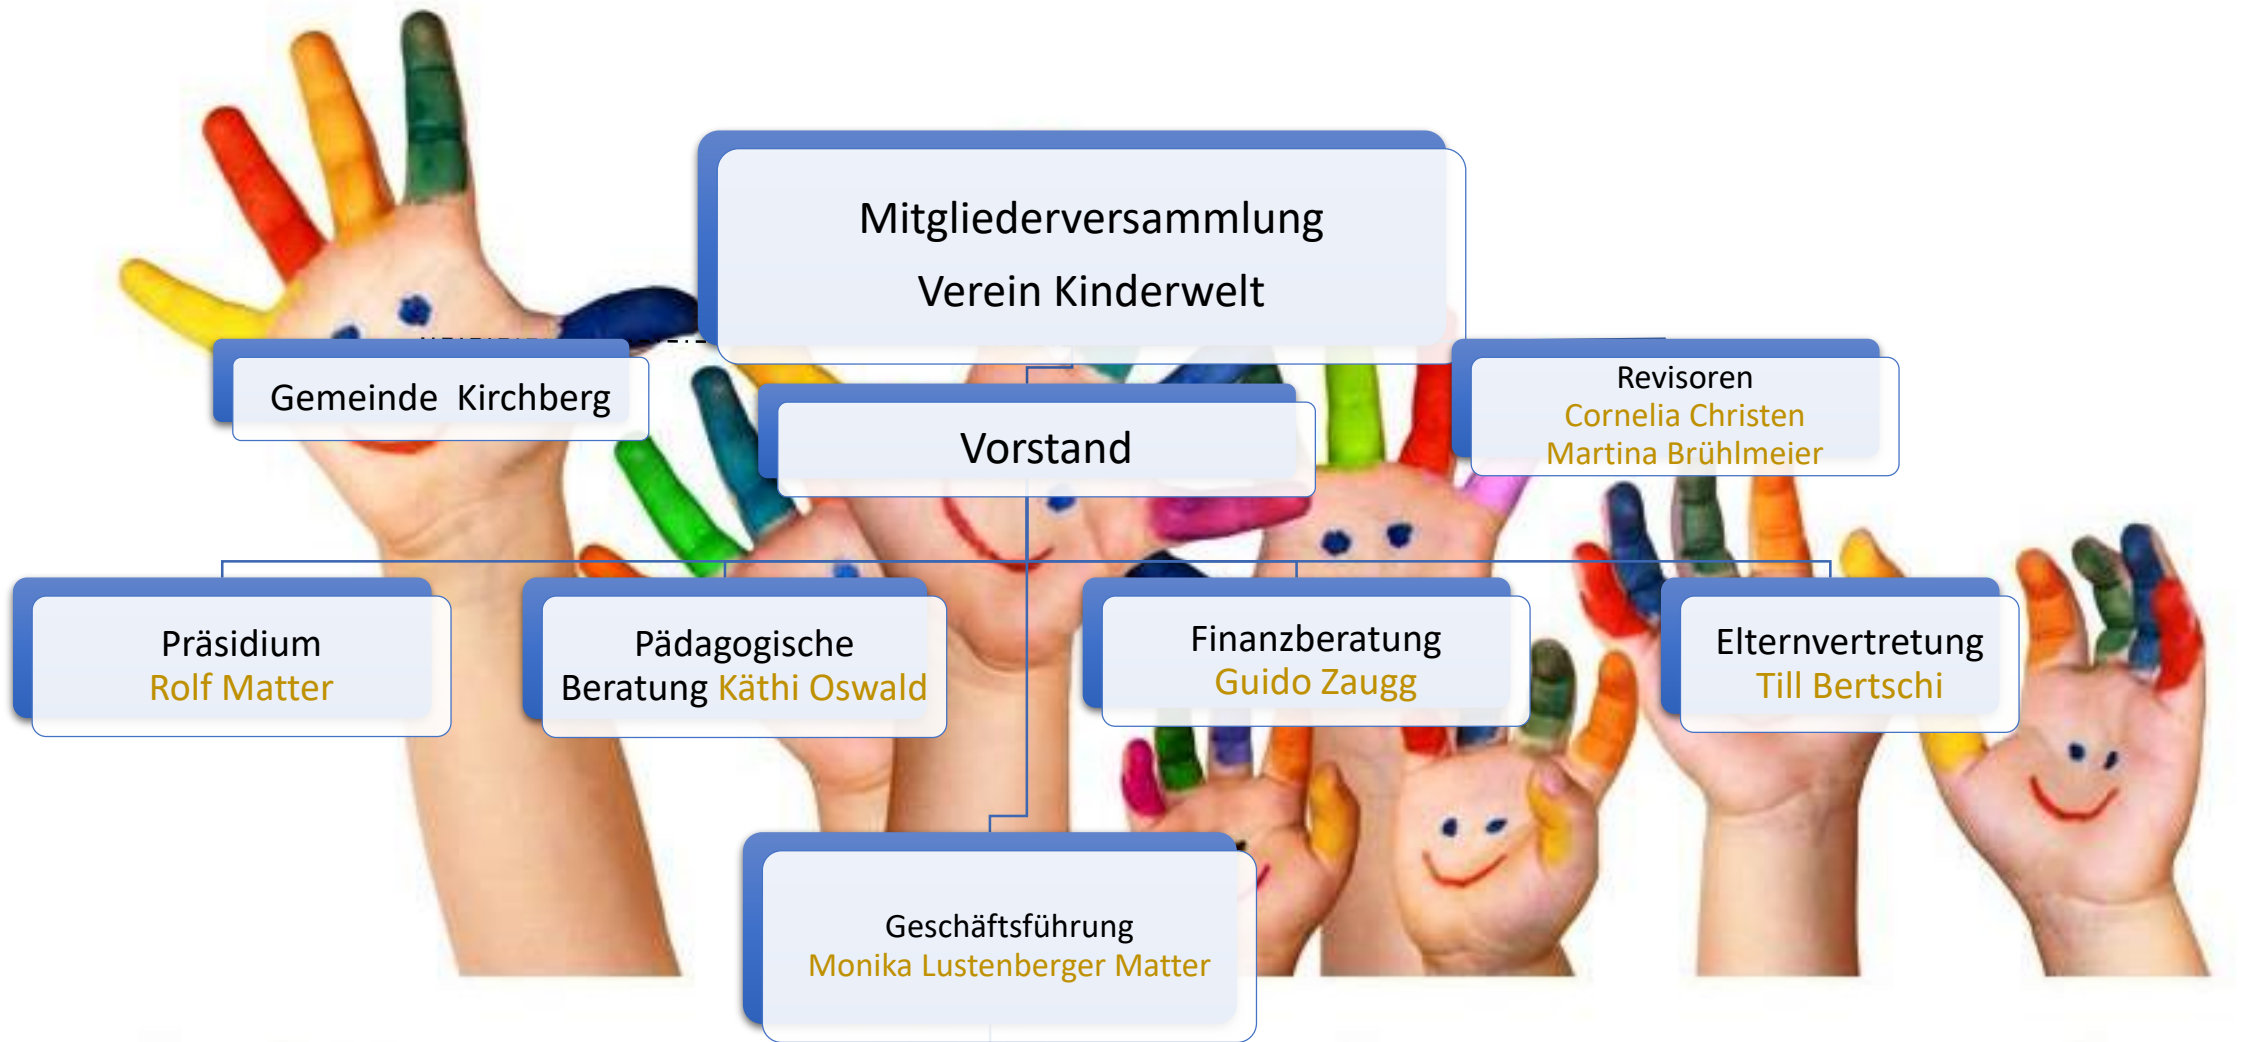 Mitgliederversammlung
Verein Kinderwelt
Gemeinde Kirchberg
Revisoren
Cornelia Christen
Martina Brühlmeier
Vorstand
Präsidium
Rolf Matter
Pädagogische
Beratung Käthi Oswald
Finanzberatung
Guido Zaugg
Elternvertretung
Till Bertschi
Geschäftsführung
Monika Lustenberger Matter